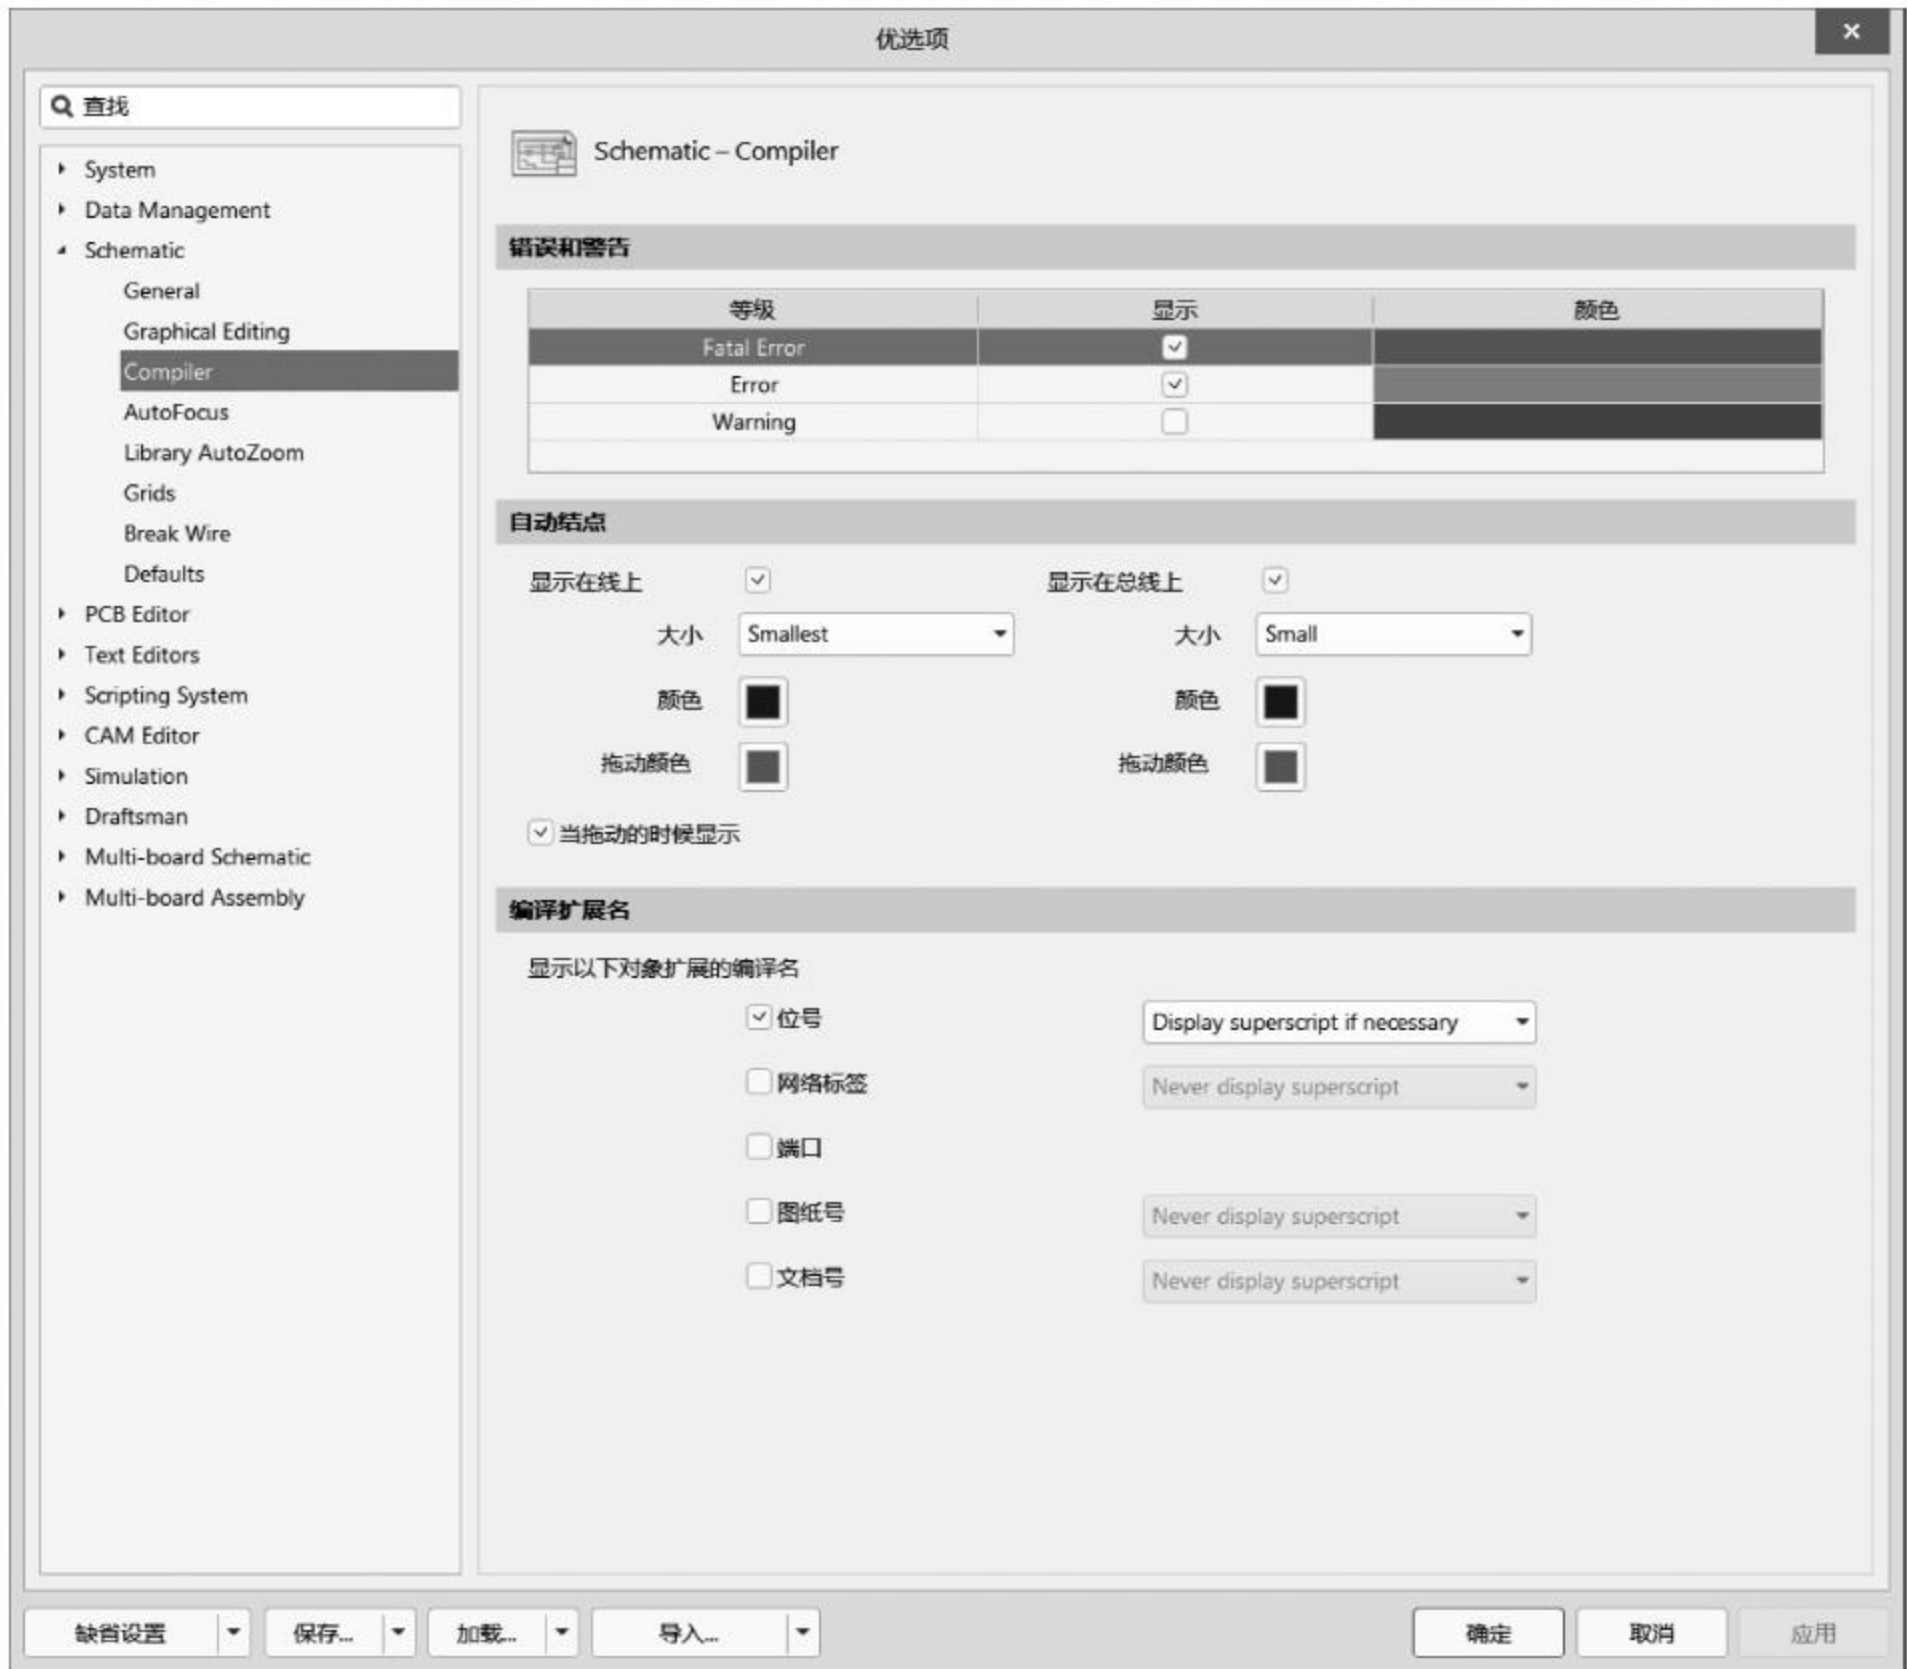 优选项
查找
System
Data Management
Schematic
General
Graphical Editing
Compiler
AutoFocus
Library AutoZoom
Grids
Break Wire
Defaults
PCB Editor
Text Editors
Scripting System
CAM Editor
Simulation
Draftsman
Multi-board Schematic
Multi-board Assembly
Schematic – Compiler
错误和警告
等级 显示 颜色
Fatal Error
Error
Warning
自动结点
显示在线上 显示在总线上
大小 Smallest 大小 Small
颜色 颜色
拖动颜色 拖动颜色
当拖动的时候显示
编译扩展名
显示以下对象扩展的编译名
位号 Display superscript if necessary
网络标签 Never display superscript
端口
图纸号 Never display superscript
文档号 Never display superscript
缺省设置 保存... 加载... 导入... 确定 取消 应用